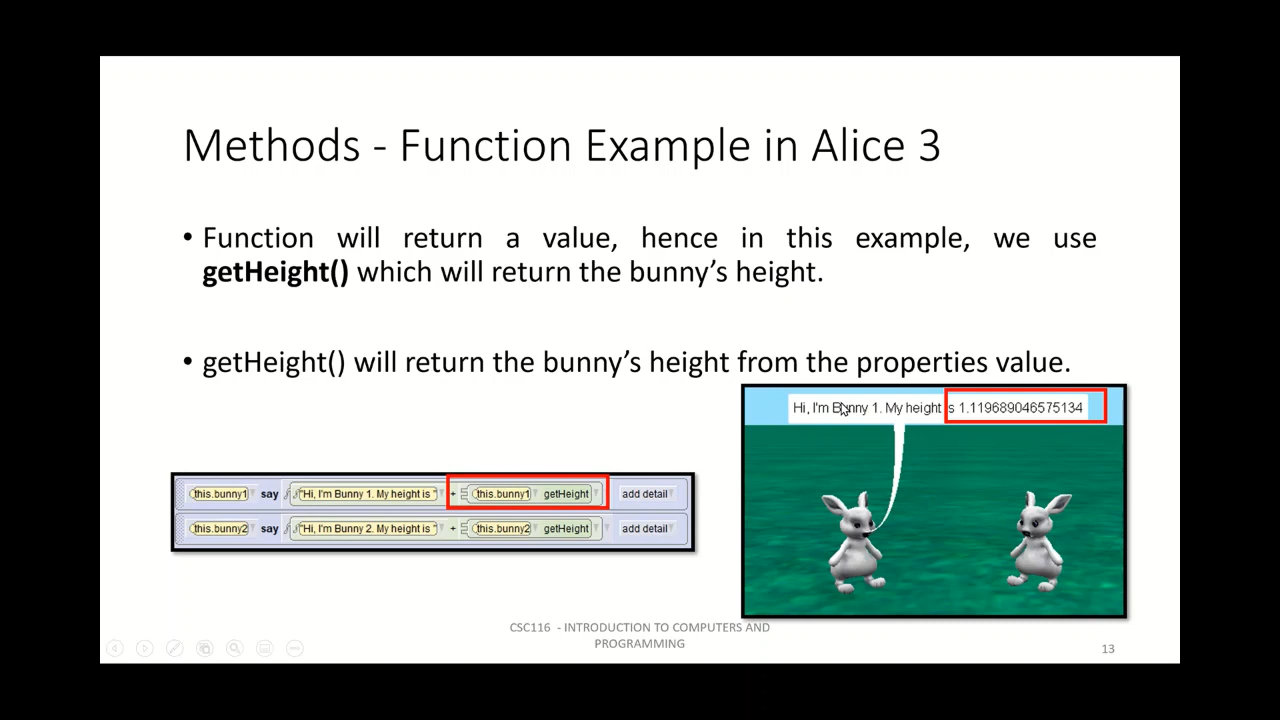 Methods - Function Example in Alice 3
• Function will return a value, hence in this example, we use
getHeight() which will return the bunny’s height.
• getHeight() will return the bunny’s height from the properties value.
Hi, I'm Bunny 1. My height is 1.119689046575134
this.bunny1 say "Hi, I'm Bunny 1. My height is " + this.bunny1 getHeight add detail
this.bunny2 say "Hi, I'm Bunny 2. My height is " + this.bunny2 getHeight add detail
CSC116 - INTRODUCTION TO COMPUTERS AND
PROGRAMMING
13